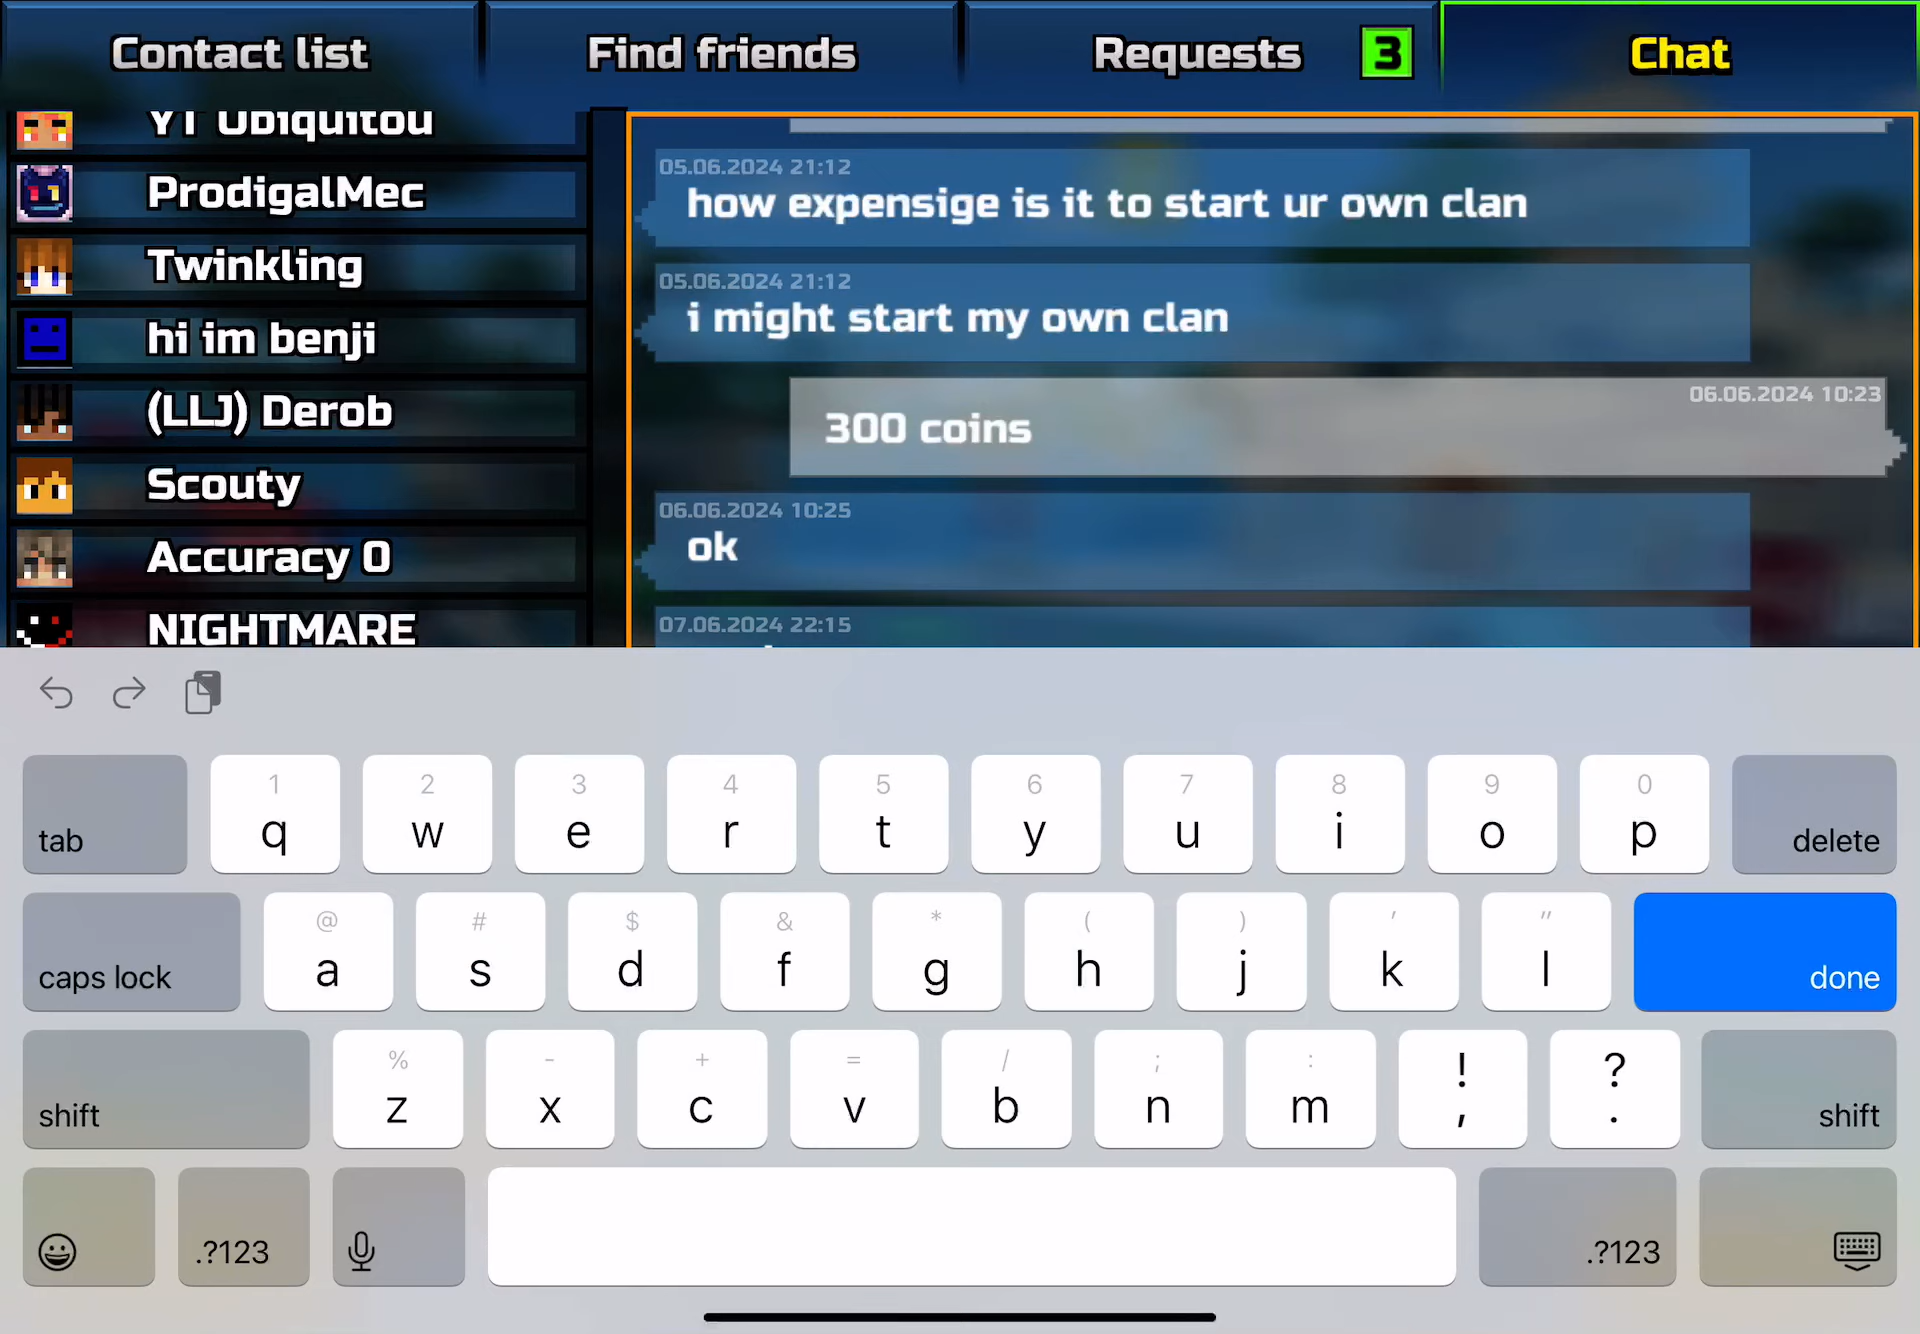 Contact list
Find friends
Requests 3
Chat
YT Ubiquitou
ProdigalMec
Twinkling
hi im benji
(LLJ) Derob
Scouty
Accuracy 0
NIGHTMARE
05.06.2024 21:12
how expensige is it to start ur own clan
05.06.2024 21:12
i might start my own clan
06.06.2024 10:23
300 coins
06.06.2024 10:25
ok
07.06.2024 22:15
1 2 3 4 5 6 7 8 9 0
tab q w e r t y u i o p delete
@ # $ & * ( ) ' "
caps lock a s d f g h j k l done
% - + = / ; : ! ?
shift z x c v b n m , . shift
.?123 .?123